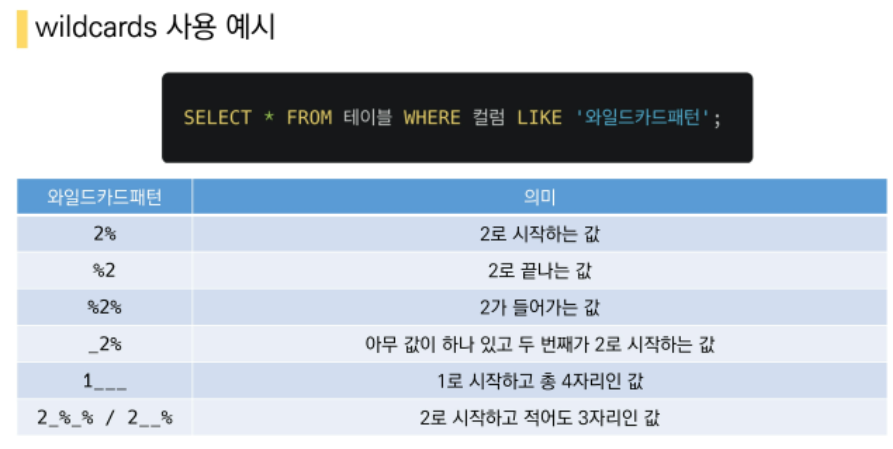 wildcards 사용 예시
SELECT * FROM 테이블 WHERE 컬럼 LIKE '와일드카드패턴';
와일드카드패턴 의미
2% 2로 시작하는 값
%2 2로 끝나는 값
%2% 2가 들어가는 값
_2% 아무 값이 하나 있고 두 번째가 2로 시작하는 값
1___ 1로 시작하고 총 4자리인 값
2_%_% / 2__% 2로 시작하고 적어도 3자리인 값